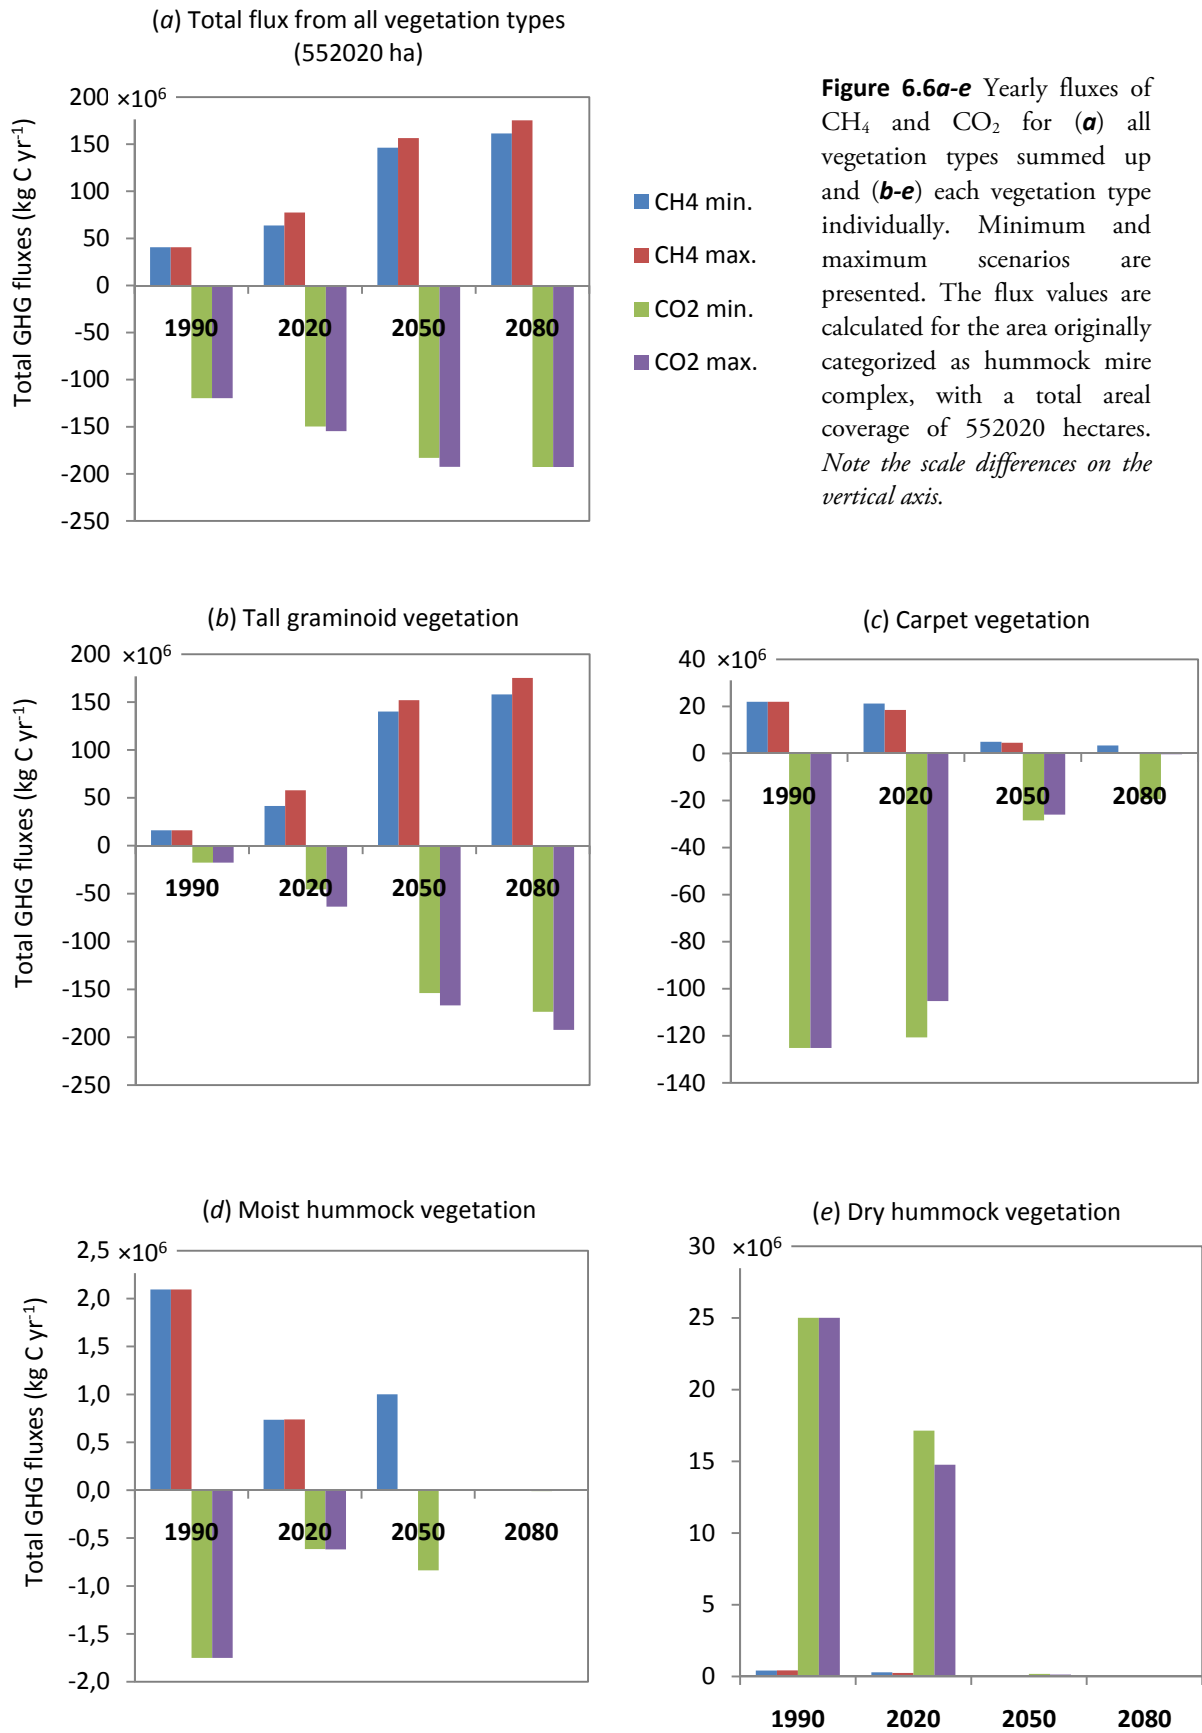 (a) Total flux from all vegetation types
(552020 ha)
×10⁶
Total GHG fluxes (kg C yr⁻¹)
200
150
100
50
0
-50
-100
-150
-200
-250
1990 2020 2050 2080
CH4 min.
CH4 max.
CO2 min.
CO2 max.
Figure 6.6a-e Yearly fluxes of
CH₄ and CO₂ for (a) all
vegetation types summed up
and (b-e) each vegetation type
individually. Minimum and
maximum scenarios are
presented. The flux values are
calculated for the area originally
categorized as hummock mire
complex, with a total areal
coverage of 552020 hectares.
Note the scale differences on the
vertical axis.
(b) Tall graminoid vegetation
×10⁶
Total GHG fluxes (kg C yr⁻¹)
200
150
100
50
0
-50
-100
-150
-200
-250
1990 2020 2050 2080
(c) Carpet vegetation
×10⁶
40
20
0
-20
-40
-60
-80
-100
-120
-140
1990 2020 2050 2080
(d) Moist hummock vegetation
×10⁶
Total GHG fluxes (kg C yr⁻¹)
2,5
2,0
1,5
1,0
0,5
0,0
-0,5
-1,0
-1,5
-2,0
1990 2020 2050 2080
(e) Dry hummock vegetation
×10⁶
30
25
20
15
10
5
0
1990 2020 2050 2080